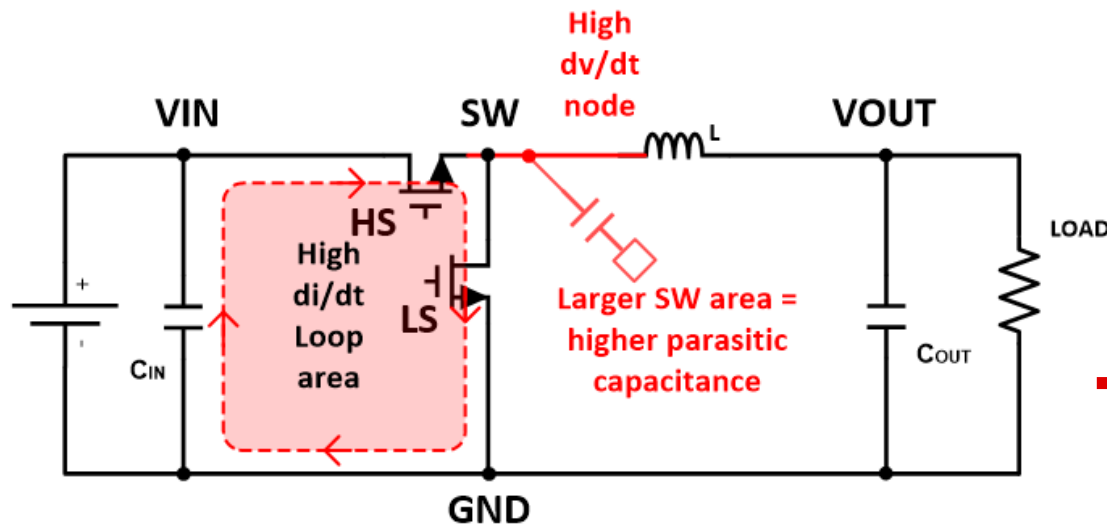 High
dv/dt
node
VIN
SW
VOUT
L
HS
LOAD
High
di/dt
Loop
area
+
-
LS
Larger SW area =
higher parasitic
capacitance
CIN
COUT
GND